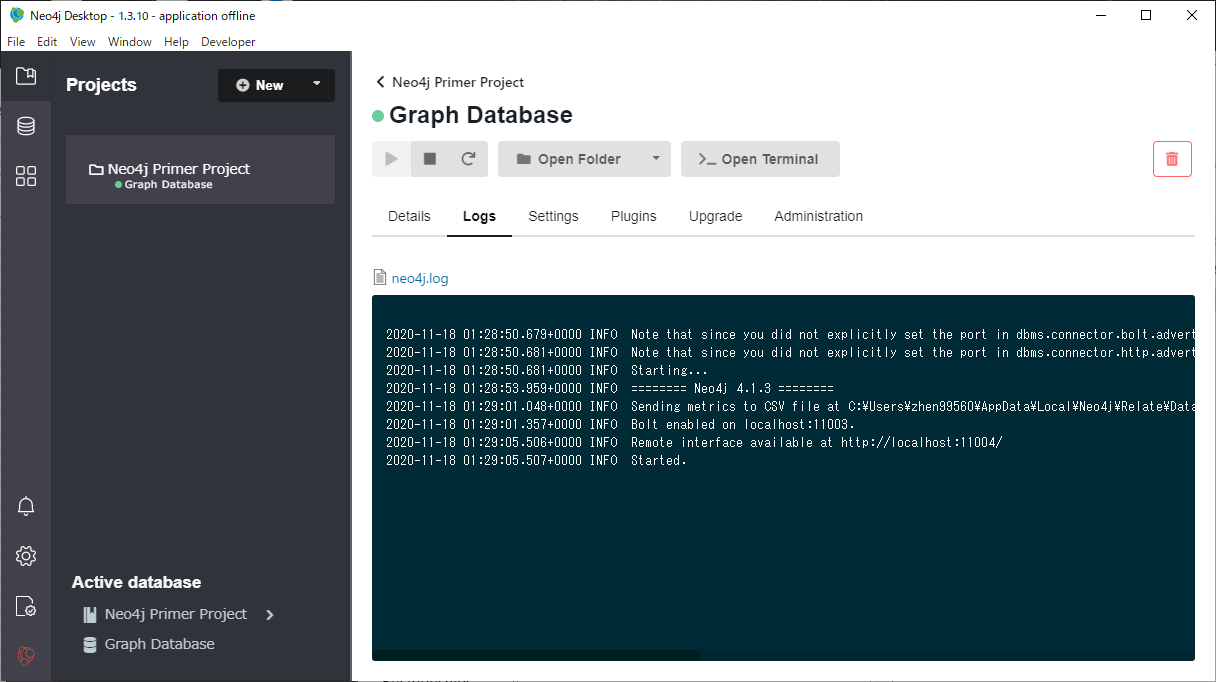 Neo4j Desktop - 1.3.10 - application offline
File Edit View Window Help Developer
Projects
New
Neo4j Primer Project
Graph Database
Active database
Neo4j Primer Project
Graph Database
Neo4j Primer Project
Graph Database
Open Folder
>_ Open Terminal
Details Logs Settings Plugins Upgrade Administration
neo4j.log
2020-11-18 01:28:50.679+0000 INFO Note that since you did not explicitly set the port in dbms.connector.bolt.advert
2020-11-18 01:28:50.681+0000 INFO Note that since you did not explicitly set the port in dbms.connector.http.advert
2020-11-18 01:28:50.681+0000 INFO Starting...
2020-11-18 01:28:53.959+0000 INFO ======== Neo4j 4.1.3 ========
2020-11-18 01:29:01.048+0000 INFO Sending metrics to CSV file at C:¥Users¥zhen99560¥AppData¥Local¥Neo4j¥Relate¥Data
2020-11-18 01:29:01.357+0000 INFO Bolt enabled on localhost:11003.
2020-11-18 01:29:05.506+0000 INFO Remote interface available at http://localhost:11004/
2020-11-18 01:29:05.507+0000 INFO Started.